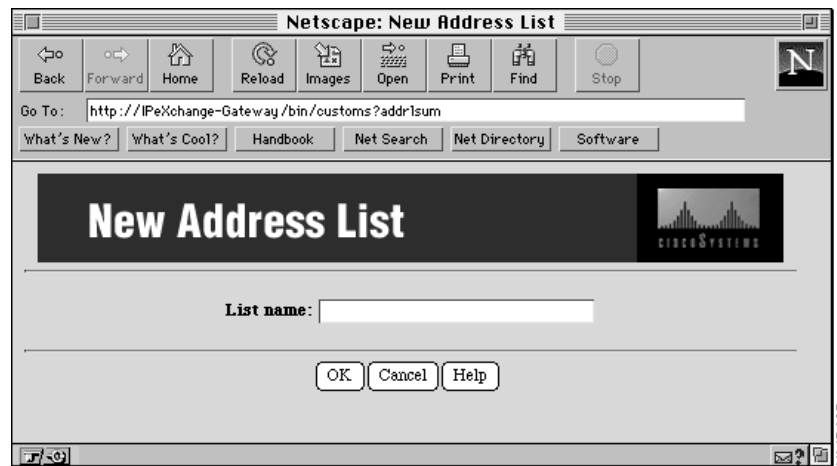 Netscape: New Address List
Back Forward Home Reload Images Open Print Find Stop
N
Go To: http://IPeXchange-Gateway/bin/customs?addrlsum
What's New? What's Cool? Handbook Net Search Net Directory Software
New Address List
CISCO SYSTEMS
List name:
OK Cancel Help